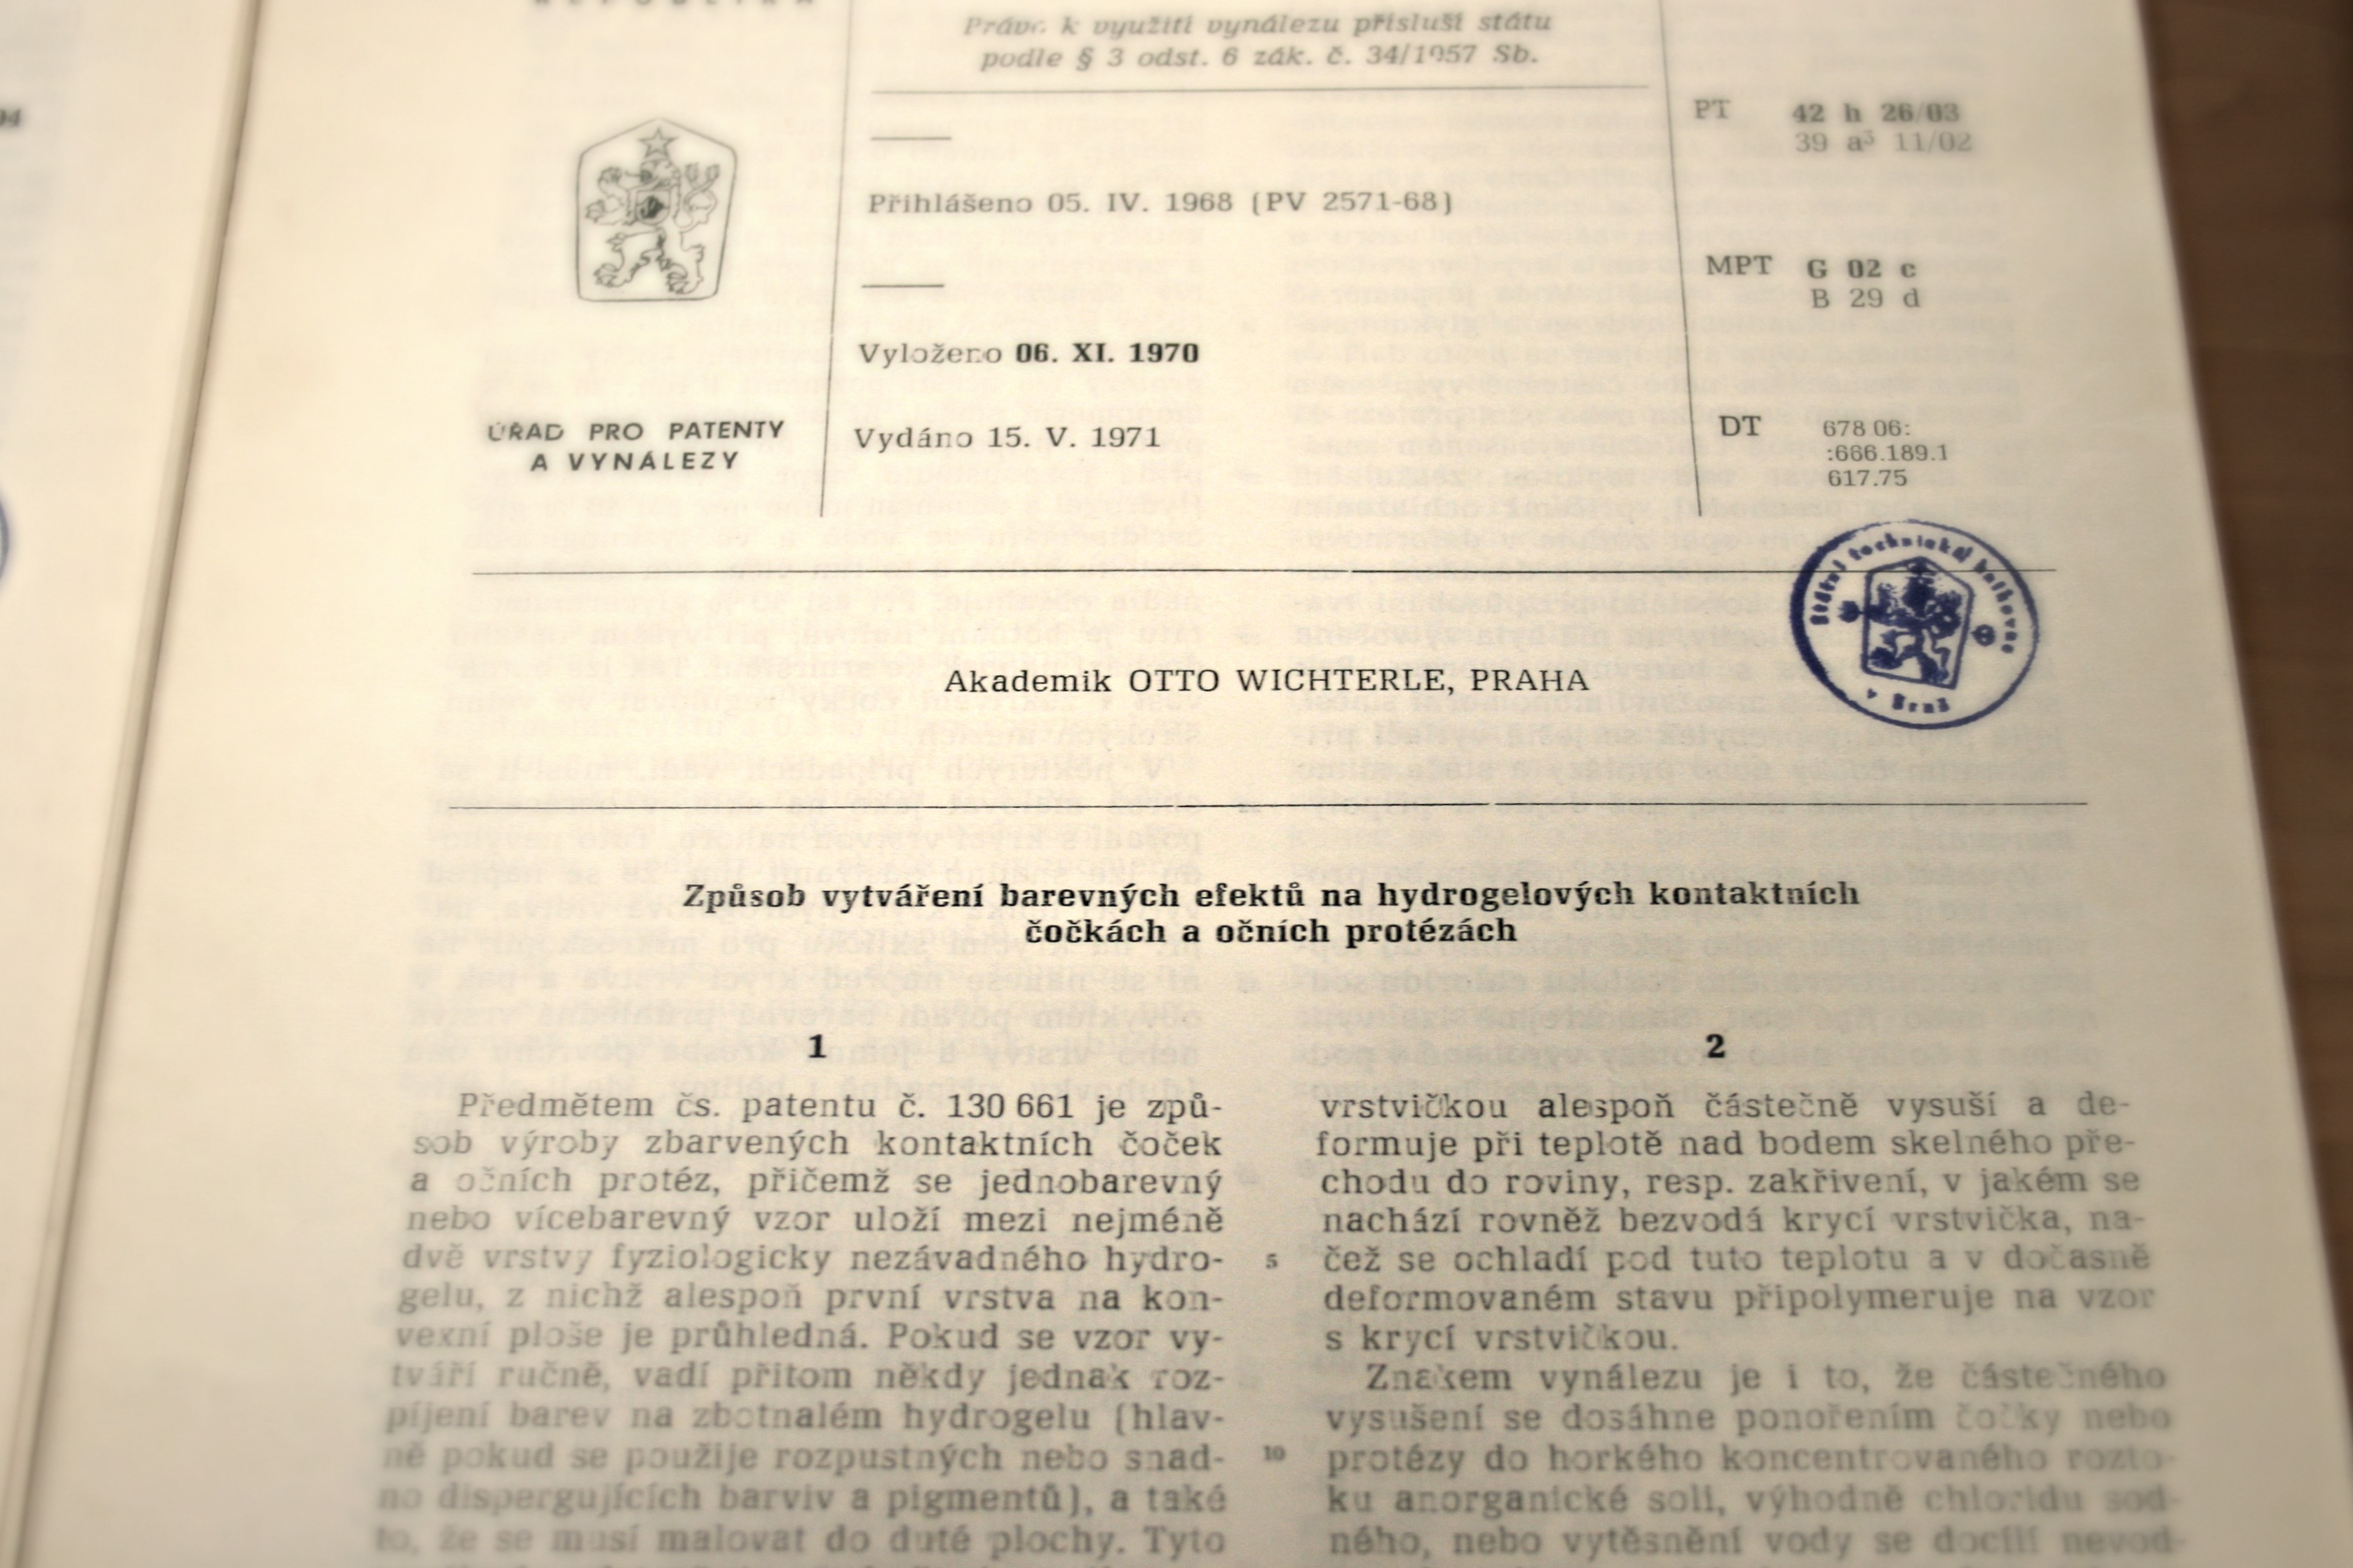 Právo k využití vynálezu přísluší státu
podle § 3 odst. 6 zák. č. 34/1957 Sb.
Přihlášeno 05. IV. 1968 (PV 2571-68)
Vyloženo 06. XI. 1970
Vydáno 15. V. 1971
ÚŘAD PRO PATENTY
A VYNÁLEZY
PT 42 h 26/03
39 a³ 11/02
MPT G 02 c
B 29 d
DT 678 06:
:666.189.1
617.75
Státní technická knihovna
v Brně
Akademik OTTO WICHTERLE, PRAHA
Způsob vytváření barevných efektů na hydrogelových kontaktních
čočkách a očních protézách
1
Předmětem čs. patentu č. 130 661 je způ-
sob výroby zbarvených kontaktních čoček
a očních protéz, přičemž se jednobarevný
nebo vícebarevný vzor uloží mezi nejméně
dvě vrstvy fyziologicky nezávadného hydro-
gelu, z nichž alespoň první vrstva na kon-
vexní ploše je průhledná. Pokud se vzor vy-
tváří ručně, vadí přitom někdy jednak roz-
píjení barev na zbotnalém hydrogelu (hlav-
ně pokud se použije rozpustných nebo snad-
no dispergujících barviv a pigmentů), a také
to, že se musí malovat do duté plochy. Tyto
5
10
2
vrstvičkou alespoň částečně vysuší a de-
formuje při teplotě nad bodem skelného pře-
chodu do roviny, resp. zakřivení, v jakém se
nachází rovněž bezvodá krycí vrstvička, na-
čež se ochladí pod tuto teplotu a v dočasně
deformovaném stavu připolymeruje na vzor
s krycí vrstvičkou.
Znakem vynálezu je i to, že částečného
vysušení se dosáhne ponořením čočky nebo
protézy do horkého koncentrovaného rozto-
ku anorganické soli, výhodně chloridu sod-
ného, nebo vytěsnění vody se docílí nevod-